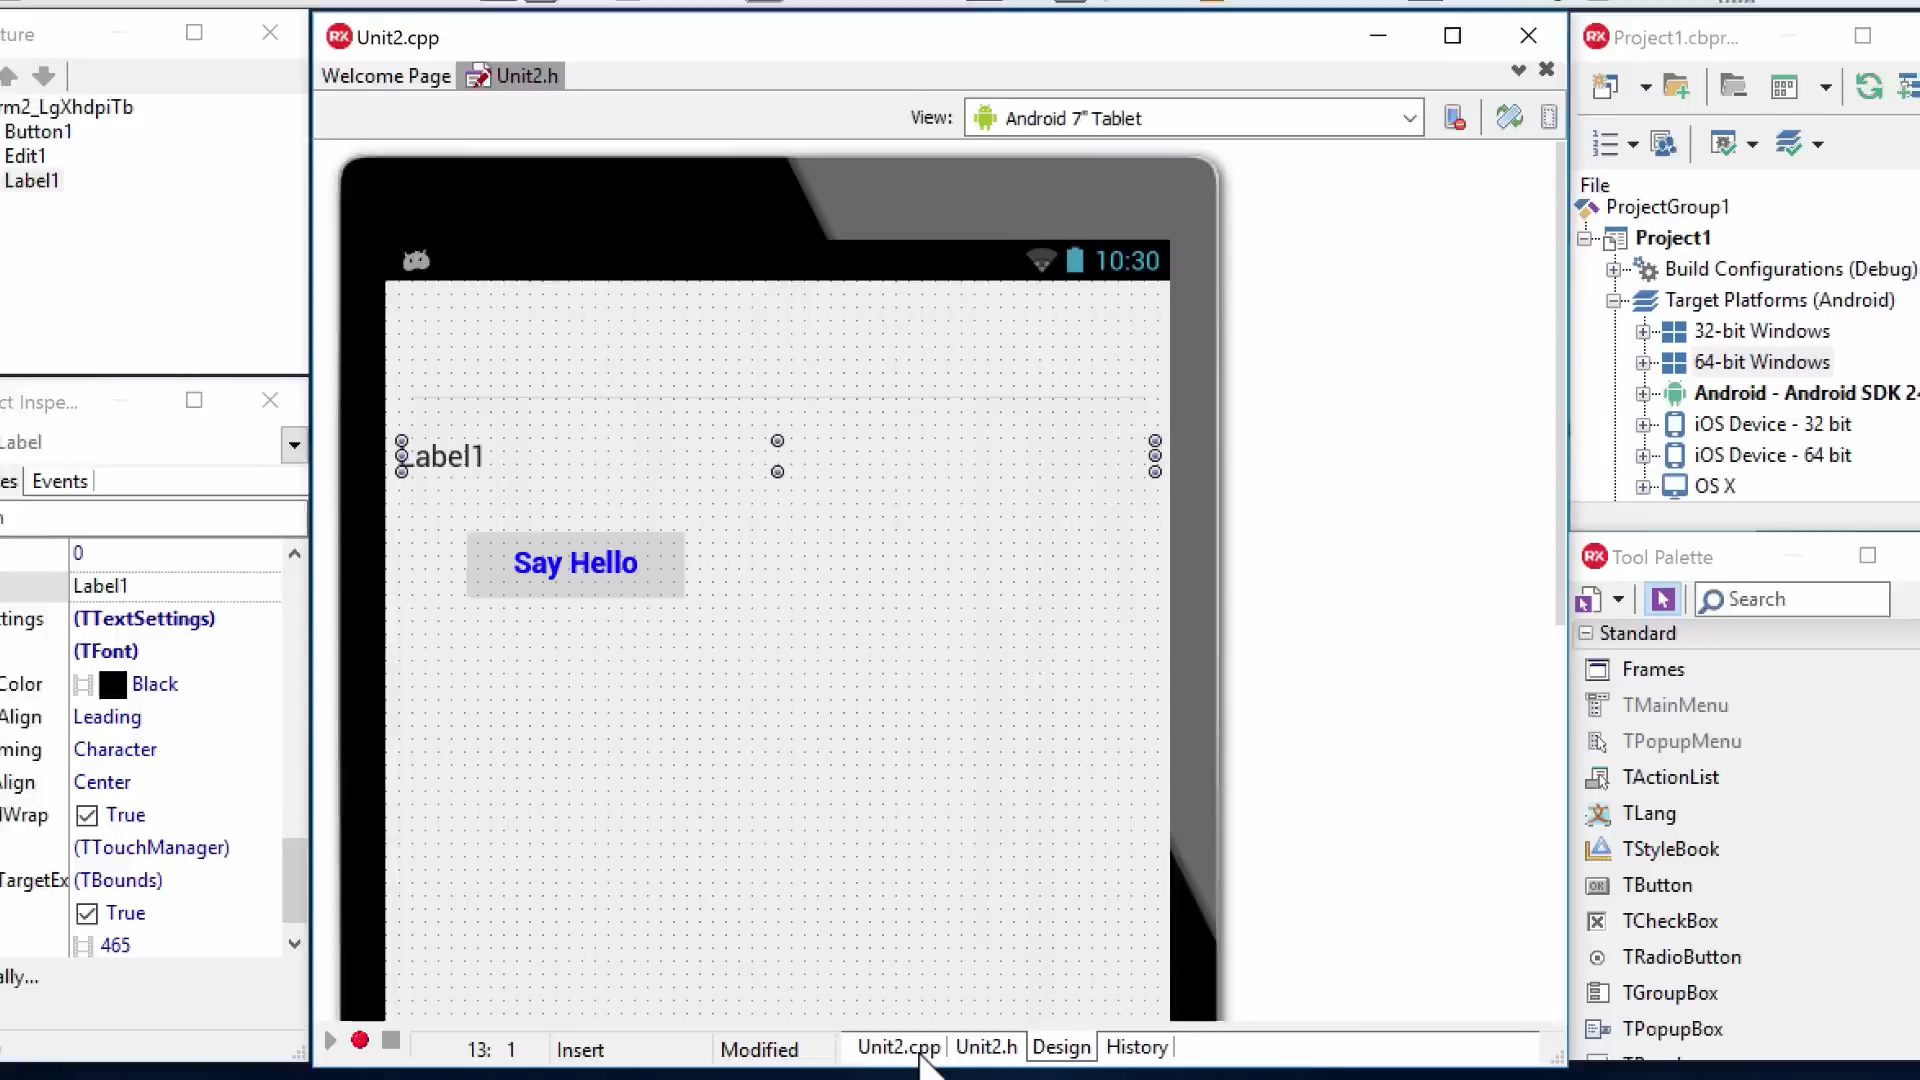 ture
rm2_LgXhdpiTb
Button1
Edit1
Label1
ct Inspe...
Label
es Events
0
Label1
ttings (TTextSettings)
(TFont)
Color Black
Align Leading
ming Character
lign Center
dWrap True
(TTouchManager)
TargetEx (TBounds)
True
465
ally...
Unit2.cpp
Welcome Page Unit2.h
View: Android 7" Tablet
10:30
Label1
Say Hello
13: 1 Insert Modified Unit2.cpp Unit2.h Design History
Project1.cbpr...
File
ProjectGroup1
Project1
Build Configurations (Debug)
Target Platforms (Android)
32-bit Windows
64-bit Windows
Android - Android SDK 24
iOS Device - 32 bit
iOS Device - 64 bit
OS X
Tool Palette
Search
Standard
Frames
TMainMenu
TPopupMenu
TActionList
TLang
TStyleBook
TButton
TCheckBox
TRadioButton
TGroupBox
TPopupBox